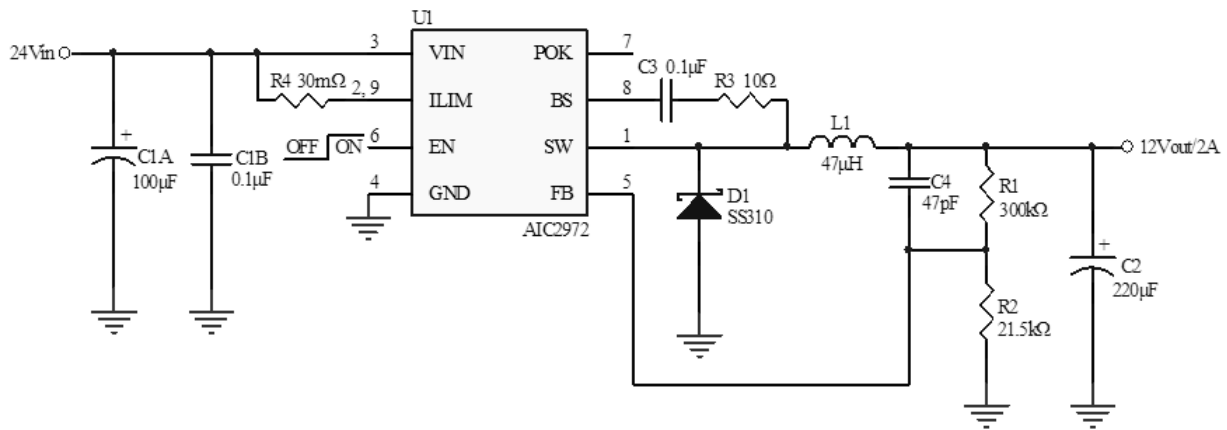 U1
24Vin
3
VIN
POK
7
C3 0.1μF
R3 10Ω
R4 30mΩ
2, 9
ILIM
BS
8
L1
OFF
ON
6
EN
SW
1
47μH
12Vout/2A
+
C1A
100μF
C1B
0.1μF
4
GND
FB
5
AIC2972
D1
SS310
C4
47pF
R1
300kΩ
+
C2
220μF
R2
21.5kΩ